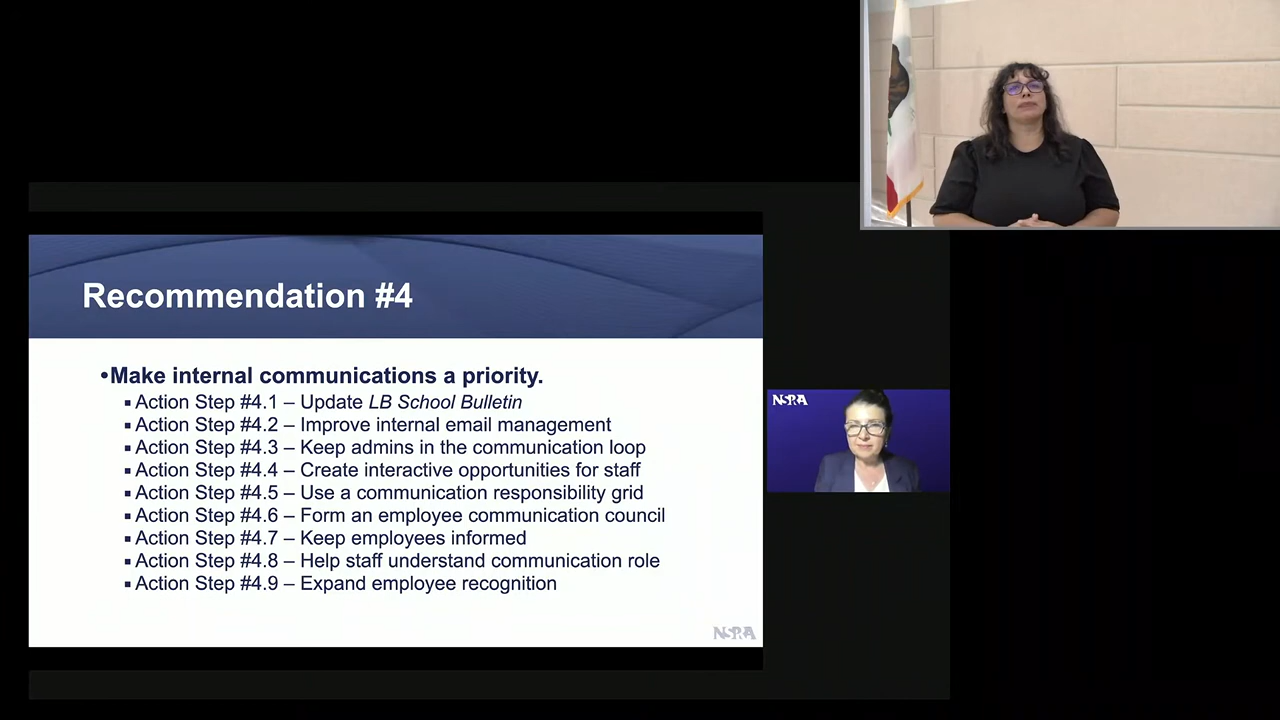 Recommendation #4
•Make internal communications a priority.
▪Action Step #4.1 – Update LB School Bulletin
▪Action Step #4.2 – Improve internal email management
▪Action Step #4.3 – Keep admins in the communication loop
▪Action Step #4.4 – Create interactive opportunities for staff
▪Action Step #4.5 – Use a communication responsibility grid
▪Action Step #4.6 – Form an employee communication council
▪Action Step #4.7 – Keep employees informed
▪Action Step #4.8 – Help staff understand communication role
▪Action Step #4.9 – Expand employee recognition
NSPRA
NSPRA